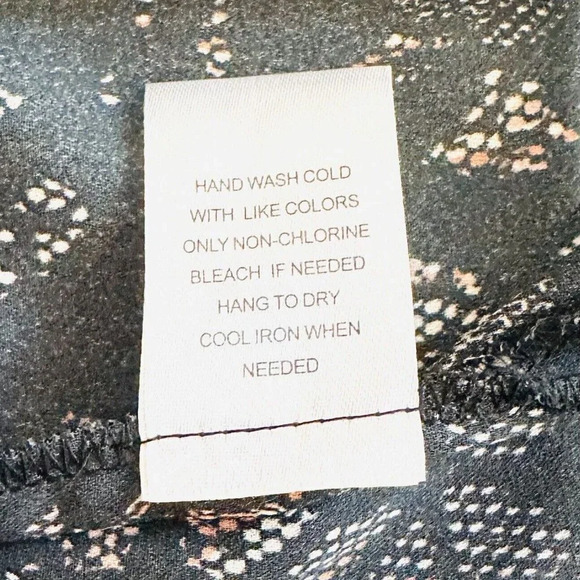 HAND WASH COLD
WITH LIKE COLORS
ONLY NON-CHLORINE
BLEACH IF NEEDED
HANG TO DRY
COOL IRON WHEN
NEEDED